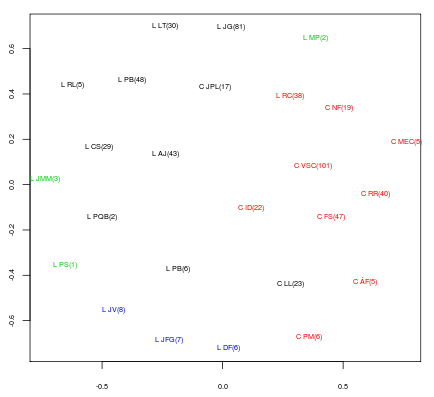 L LT(30)
L JG(81)
L MP(2)
0.6
L RL(5)
L PB(48)
C JPL(17)
L RC(38)
0.4
C NF(19)
C MEC(5)
0.2
L CS(29)
L AJ(43)
C VSC(101)
L JMM(3)
0.0
C RR(40)
L PQB(2)
C ID(22)
C FS(47)
-0.2
L PS(1)
L PB(6)
-0.4
C LL(23)
C ÁF(5)
L JV(8)
-0.6
L JFG(7)
L DF(6)
C PM(6)
-0.5
0.0
0.5